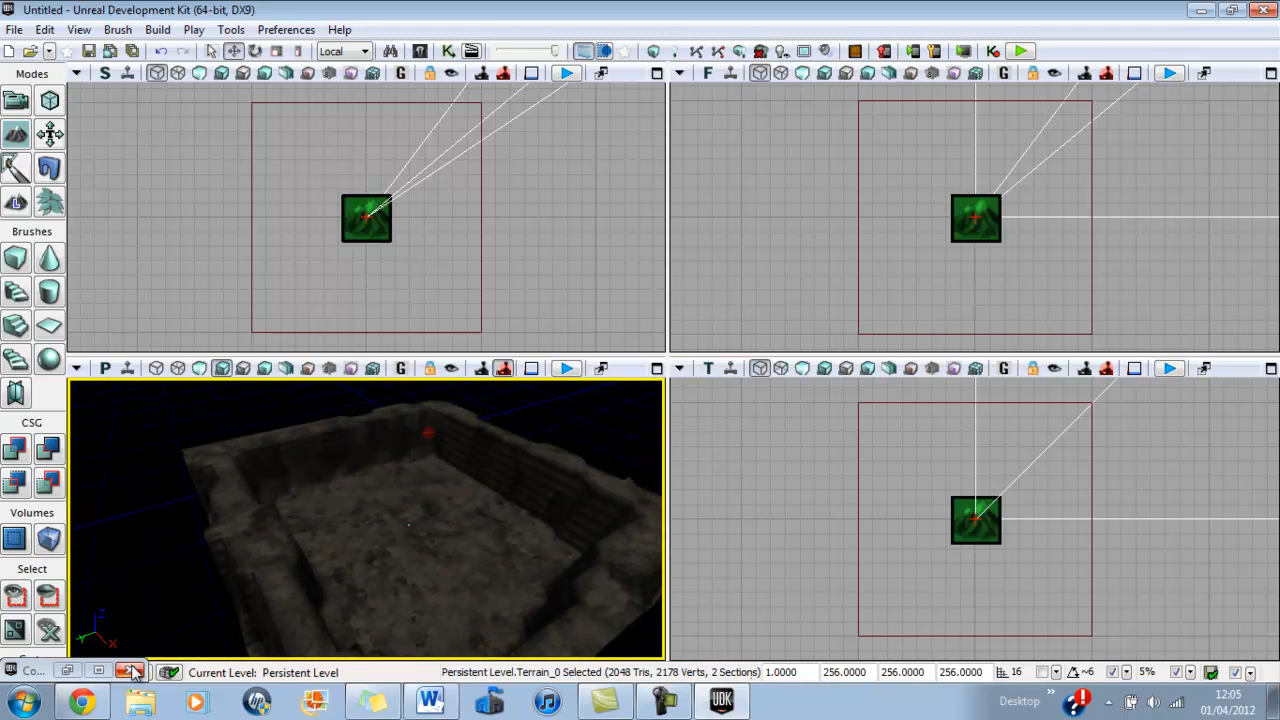 Untitled - Unreal Development Kit (64-bit, DX9)
File Edit View Brush Build Play Tools Preferences Help
Local
Modes
S G
F G
L
Brushes
P G
T G
CSG
Volumes
Select
Z
Y X
Co... Current Level: Persistent Level Persistent Level.Terrain_0 Selected (2048 Tris, 2178 Verts, 2 Sections) 1.0000 256.0000 256.0000 256.0000 16 ~6 5%
UDK Desktop 12:05
01/04/2012